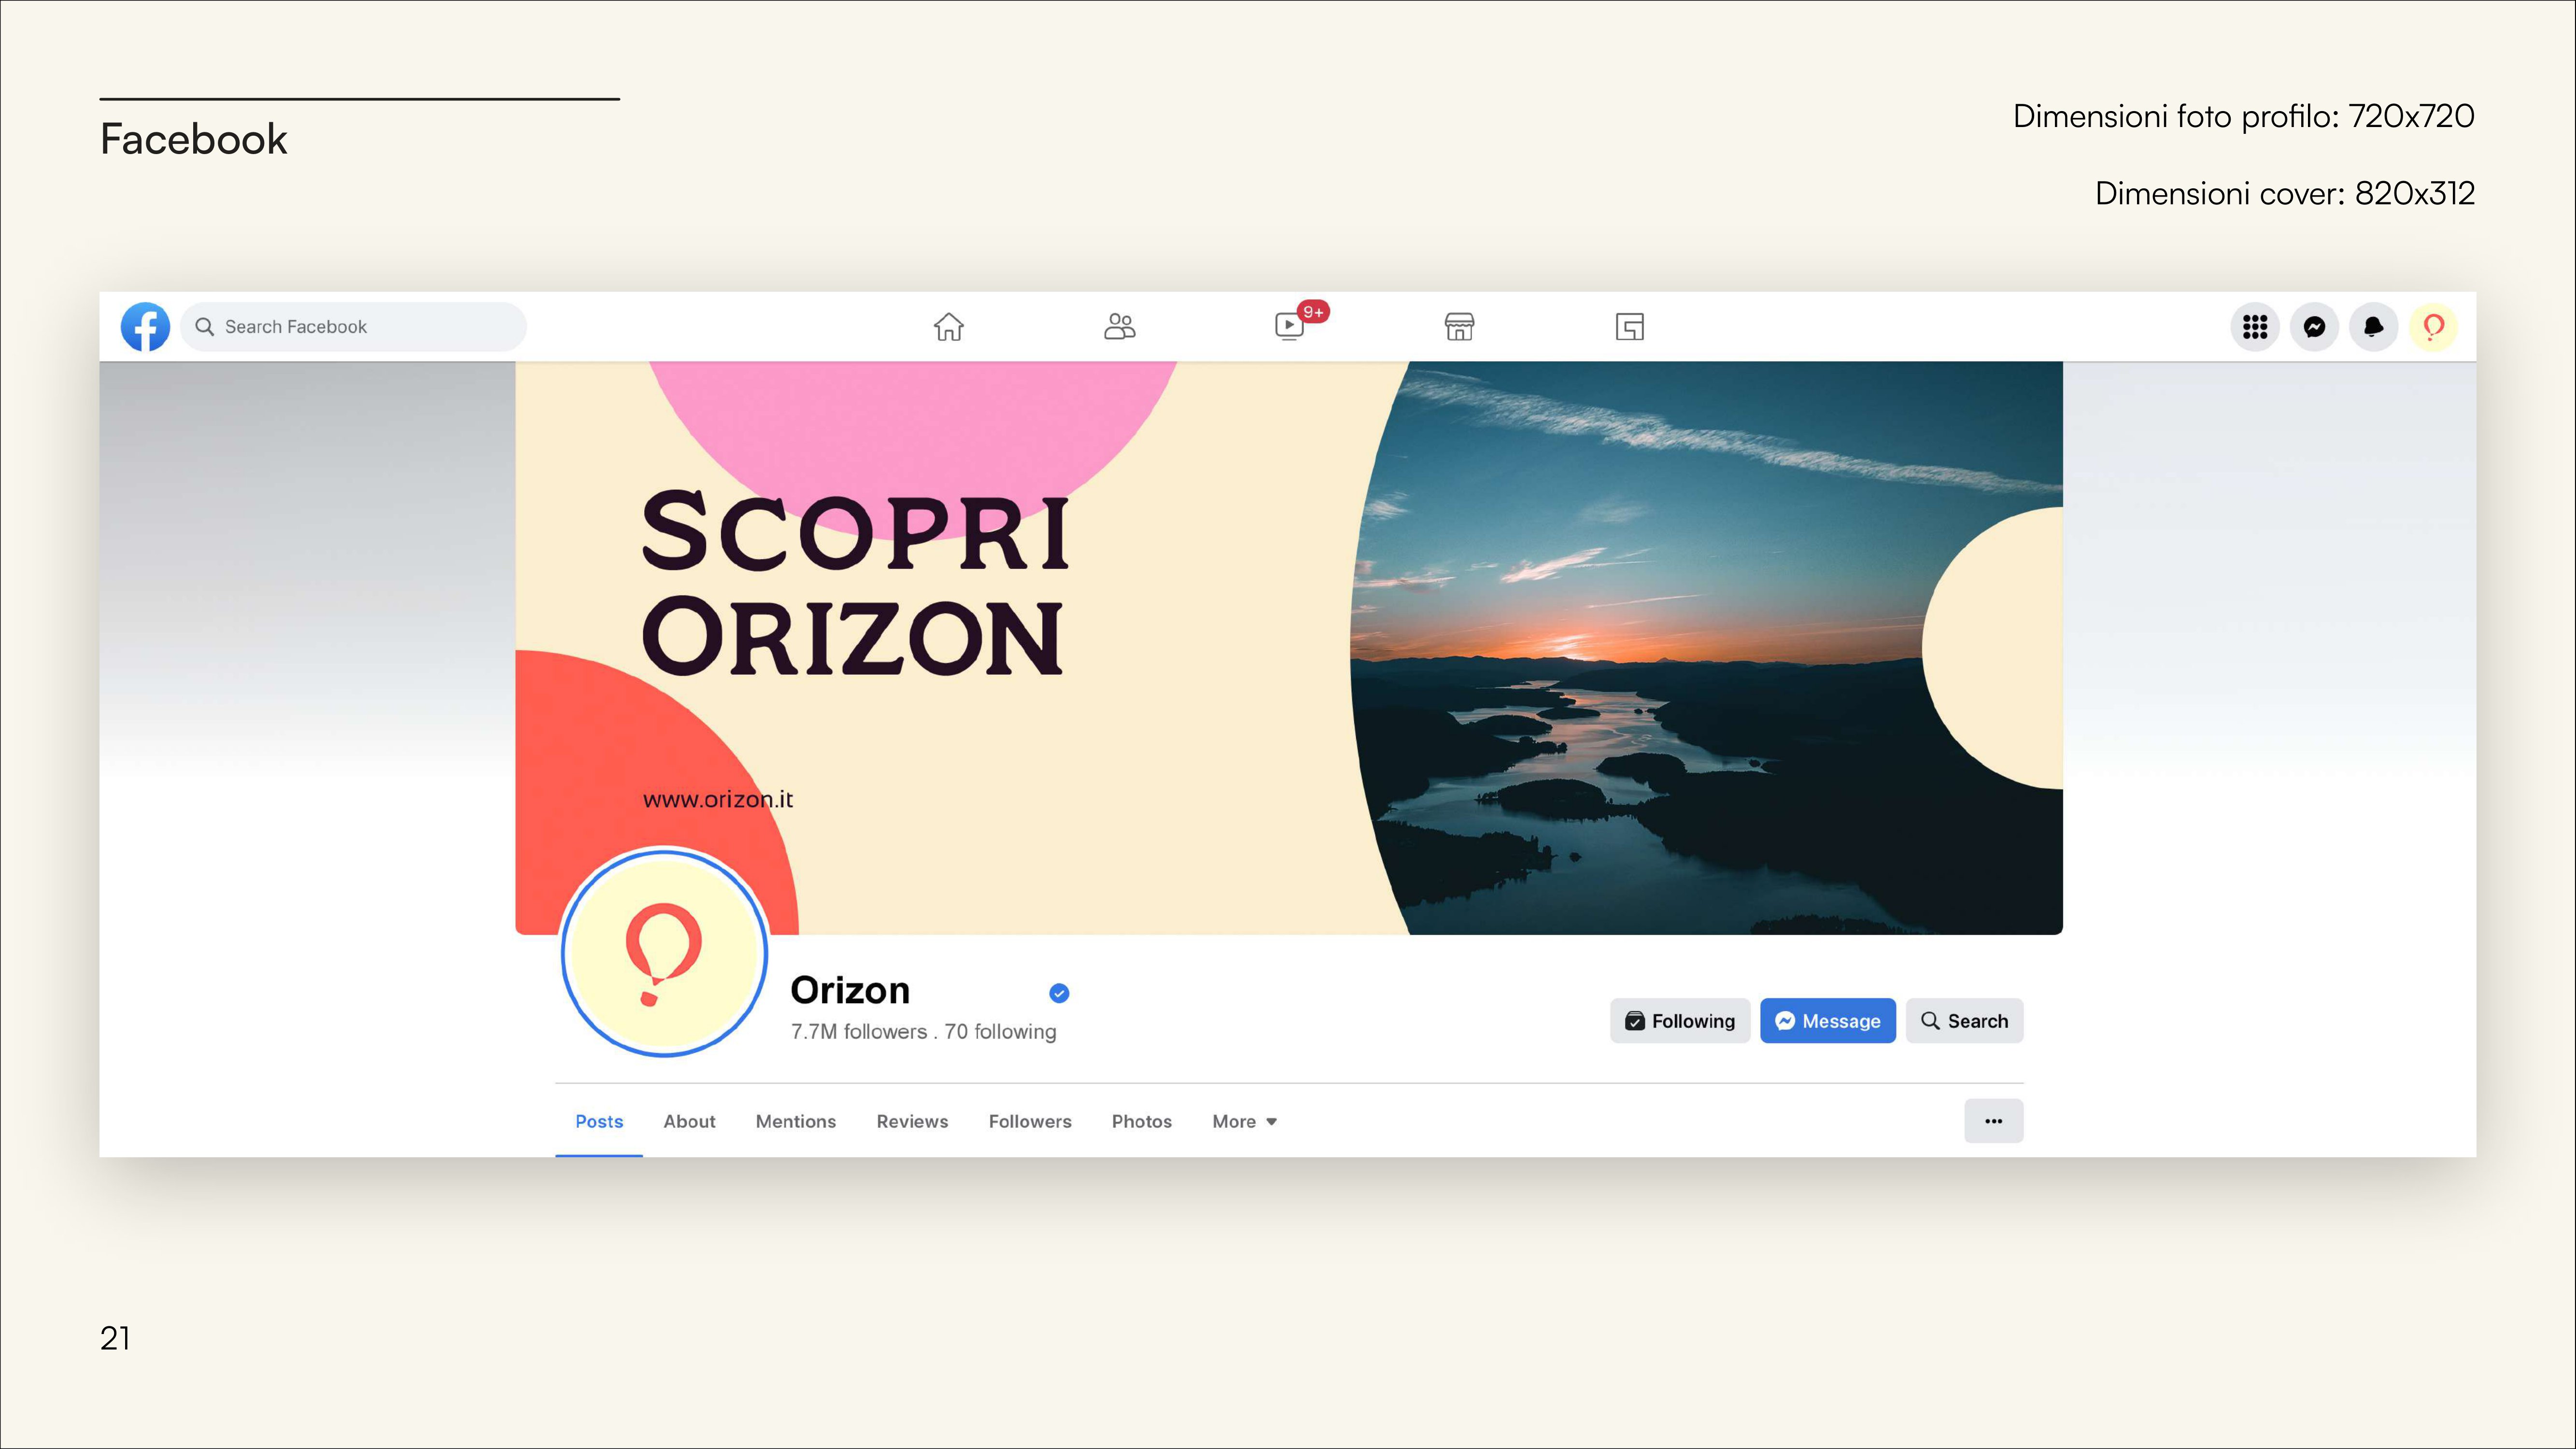 Facebook
Dimensioni foto profilo: 720x720
Dimensioni cover: 820x312
Search Facebook
9+
SCOPRI
ORIZON
www.orizon.it
Orizon
7.7M followers . 70 following
Following
Message
Search
Posts About Mentions Reviews Followers Photos More
21